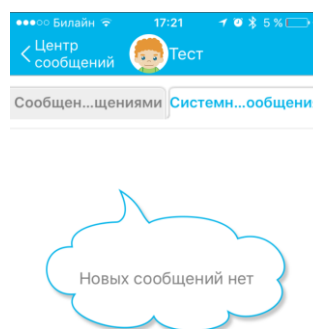 Билайн 17:21 5 %
Центр
сообщений
Тест
Сообщен...щениями Системн...ообщени
Новых сообщений нет